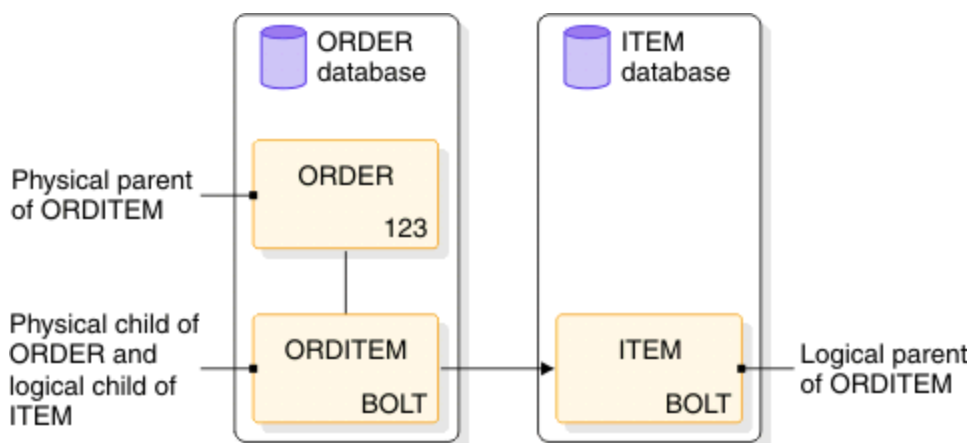 ORDER
database
ITEM
database
Physical parent
of ORDITEM
ORDER
123
Physical child of
ORDER and
logical child of
ITEM
ORDITEM
BOLT
ITEM
BOLT
Logical parent
of ORDITEM